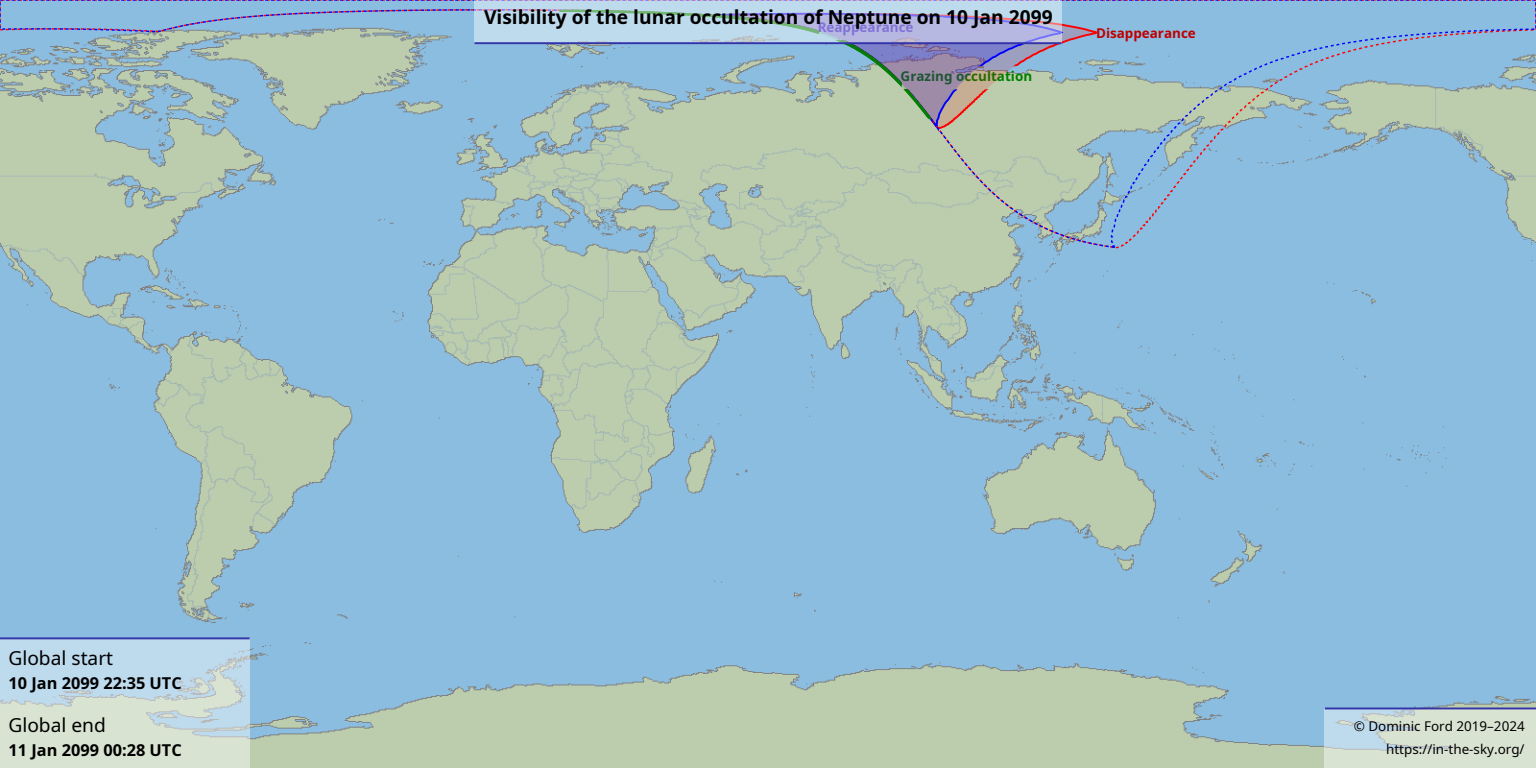 Visibility of the lunar occultation of Neptune on 10 Jan 2099
Reappearance
Disappearance
Grazing occultation
Global start
10 Jan 2099 22:35 UTC
Global end
11 Jan 2099 00:28 UTC
© Dominic Ford 2019–2024
https://in-the-sky.org/